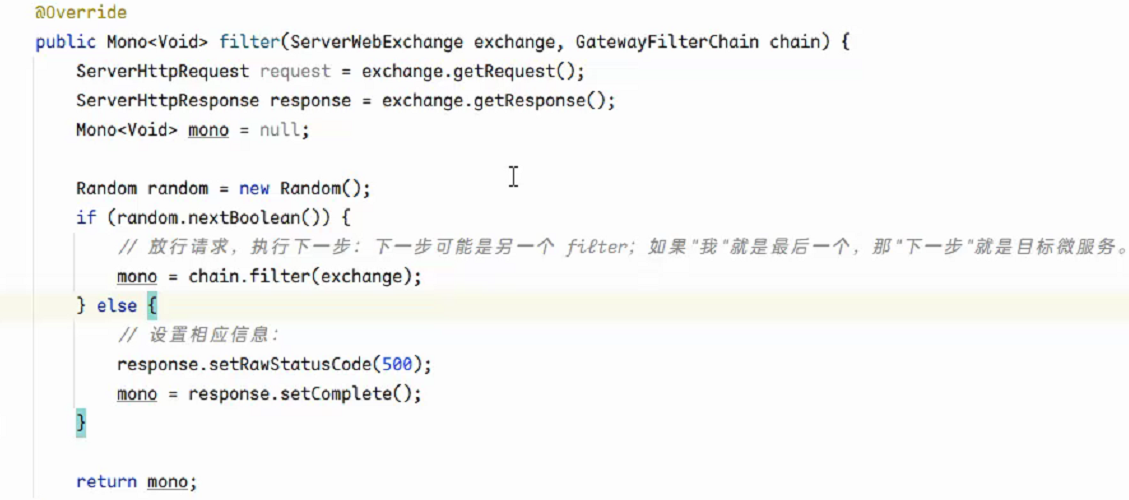 @Override
public Mono<Void> filter(ServerWebExchange exchange, GatewayFilterChain chain) {
    ServerHttpRequest request = exchange.getRequest();
    ServerHttpResponse response = exchange.getResponse();
    Mono<Void> mono = null;

    Random random = new Random();
    if (random.nextBoolean()) {
        // 放行请求，执行下一步：下一步可能是另一个 filter；如果"我"就是最后一个，那"下一步"就是目标微服务。
        mono = chain.filter(exchange);
    } else {
        // 设置相应信息：
        response.setRawStatusCode(500);
        mono = response.setComplete();
    }

    return mono;